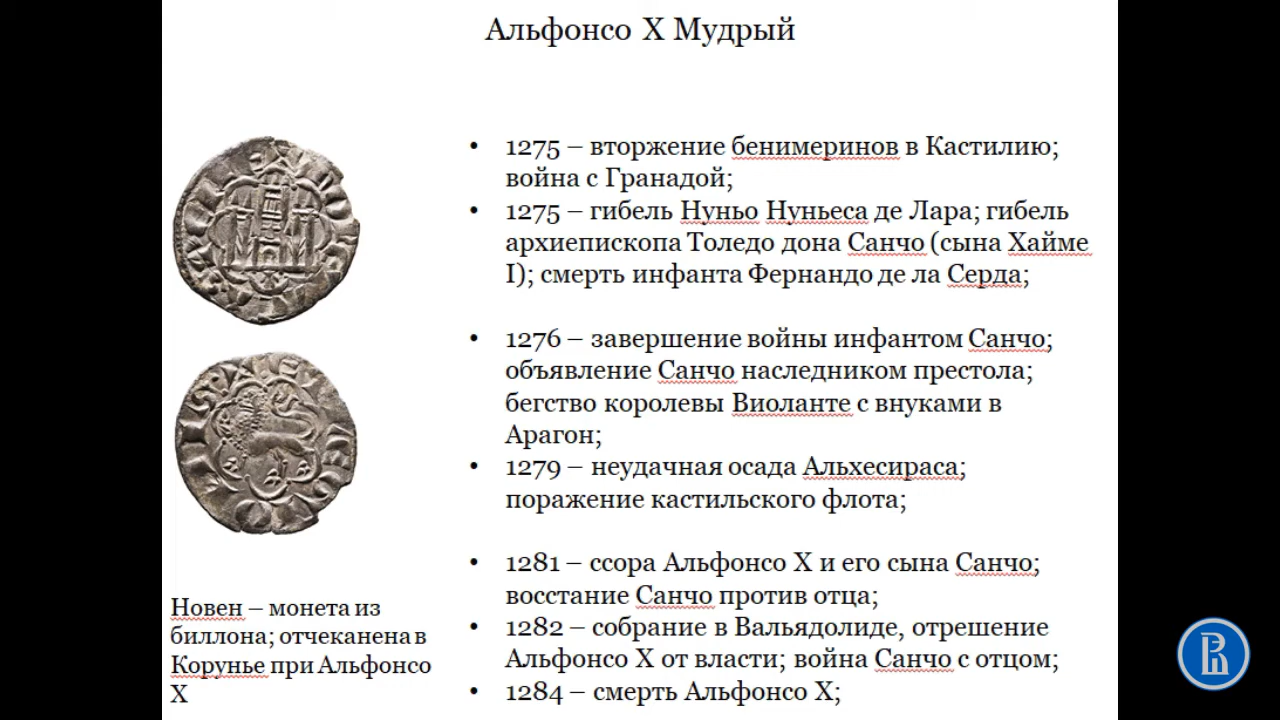 Альфонсо X Мудрый
• 1275 – вторжение бенимеринов в Кастилию;
война с Гранадой;
• 1275 – гибель Нуньо Нуньеса де Лара; гибель
архиепископа Толедо дона Санчо (сына Хайме
I); смерть инфанта Фернандо де ла Серда;
• 1276 – завершение войны инфантом Санчо;
объявление Санчо наследником престола;
бегство королевы Виоланте с внуками в
Арагон;
• 1279 – неудачная осада Альхесираса;
поражение кастильского флота;
• 1281 – ссора Альфонсо X и его сына Санчо;
восстание Санчо против отца;
• 1282 – собрание в Вальядолиде, отрешение
Альфонсо X от власти; война Санчо с отцом;
• 1284 – смерть Альфонсо X;
Новен – монета из
биллона; отчеканена в
Корунье при Альфонсо
X